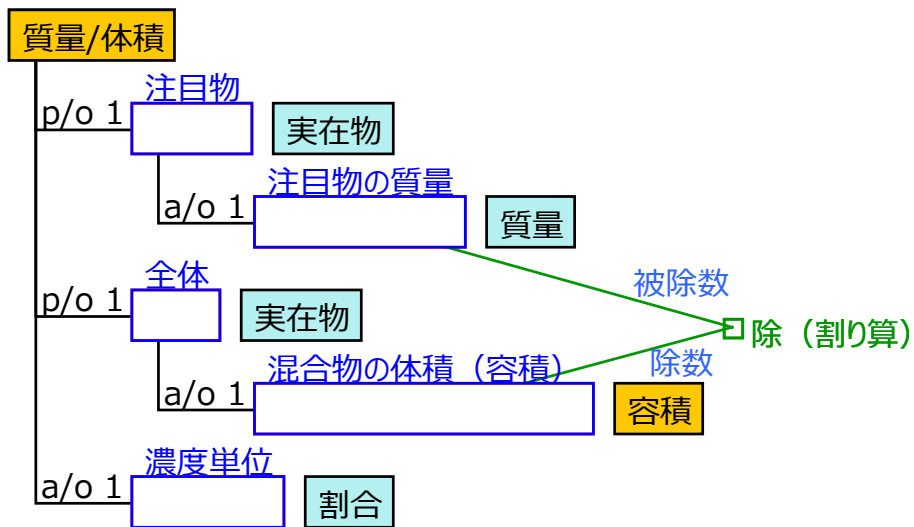 質量/体積
注目物
p/o 1
実在物
注目物の質量
a/o 1
質量
全体
被除数
p/o 1
実在物
除（割り算）
混合物の体積（容積）
除数
a/o 1
容積
濃度単位
a/o 1
割合